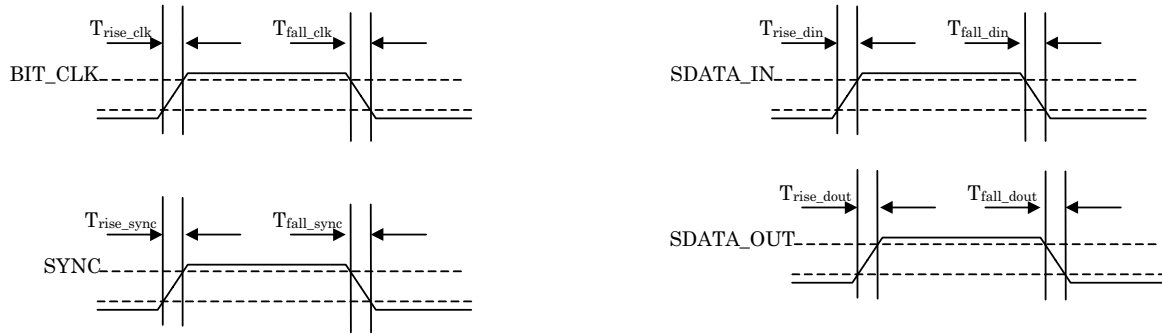 T_rise_clk T_fall_clk
BIT_CLK
T_rise_din T_fall_din
SDATA_IN
T_rise_sync T_fall_sync
SYNC
T_rise_dout T_fall_dout
SDATA_OUT